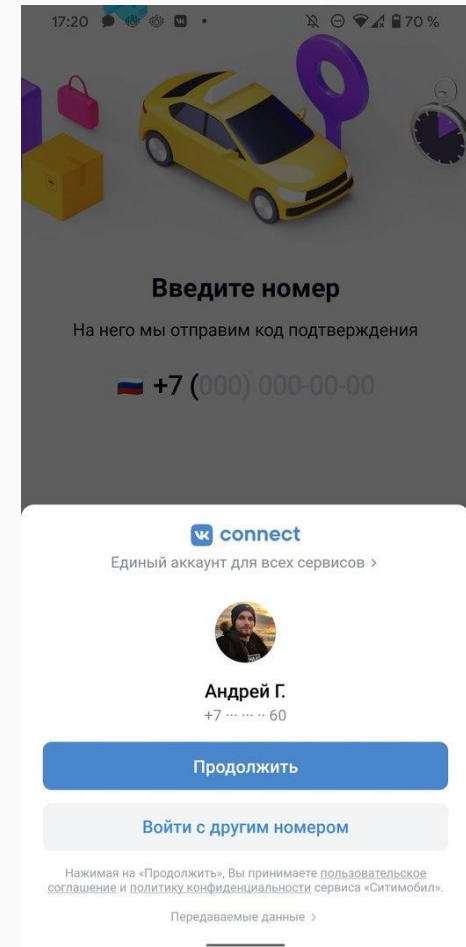 17:20 70 %
Введите номер
На него мы отправим код подтверждения
+7 (000) 000-00-00
connect
Единый аккаунт для всех сервисов >
Андрей Г.
+7 ··· ··· ·· 60
Продолжить
Войти с другим номером
Нажимая на «Продолжить», Вы принимаете пользовательское
соглашение и политику конфиденциальности сервиса «Ситимобил».
Передаваемые данные >